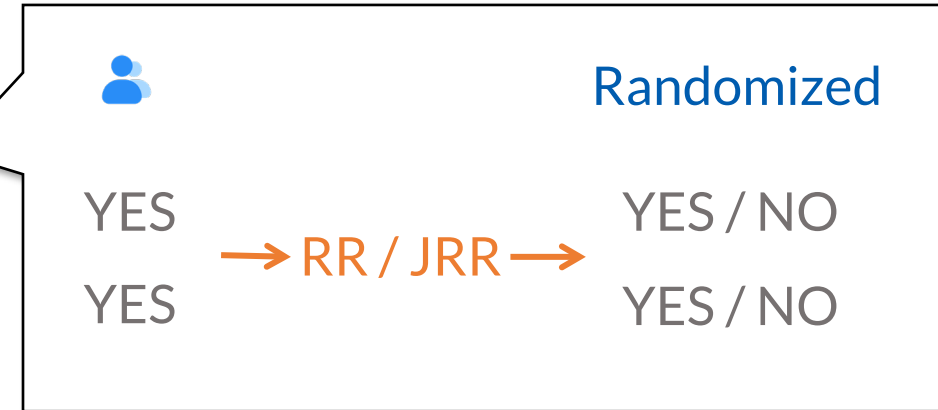 Randomized
YES
YES / NO
RR / JRR
YES
YES / NO